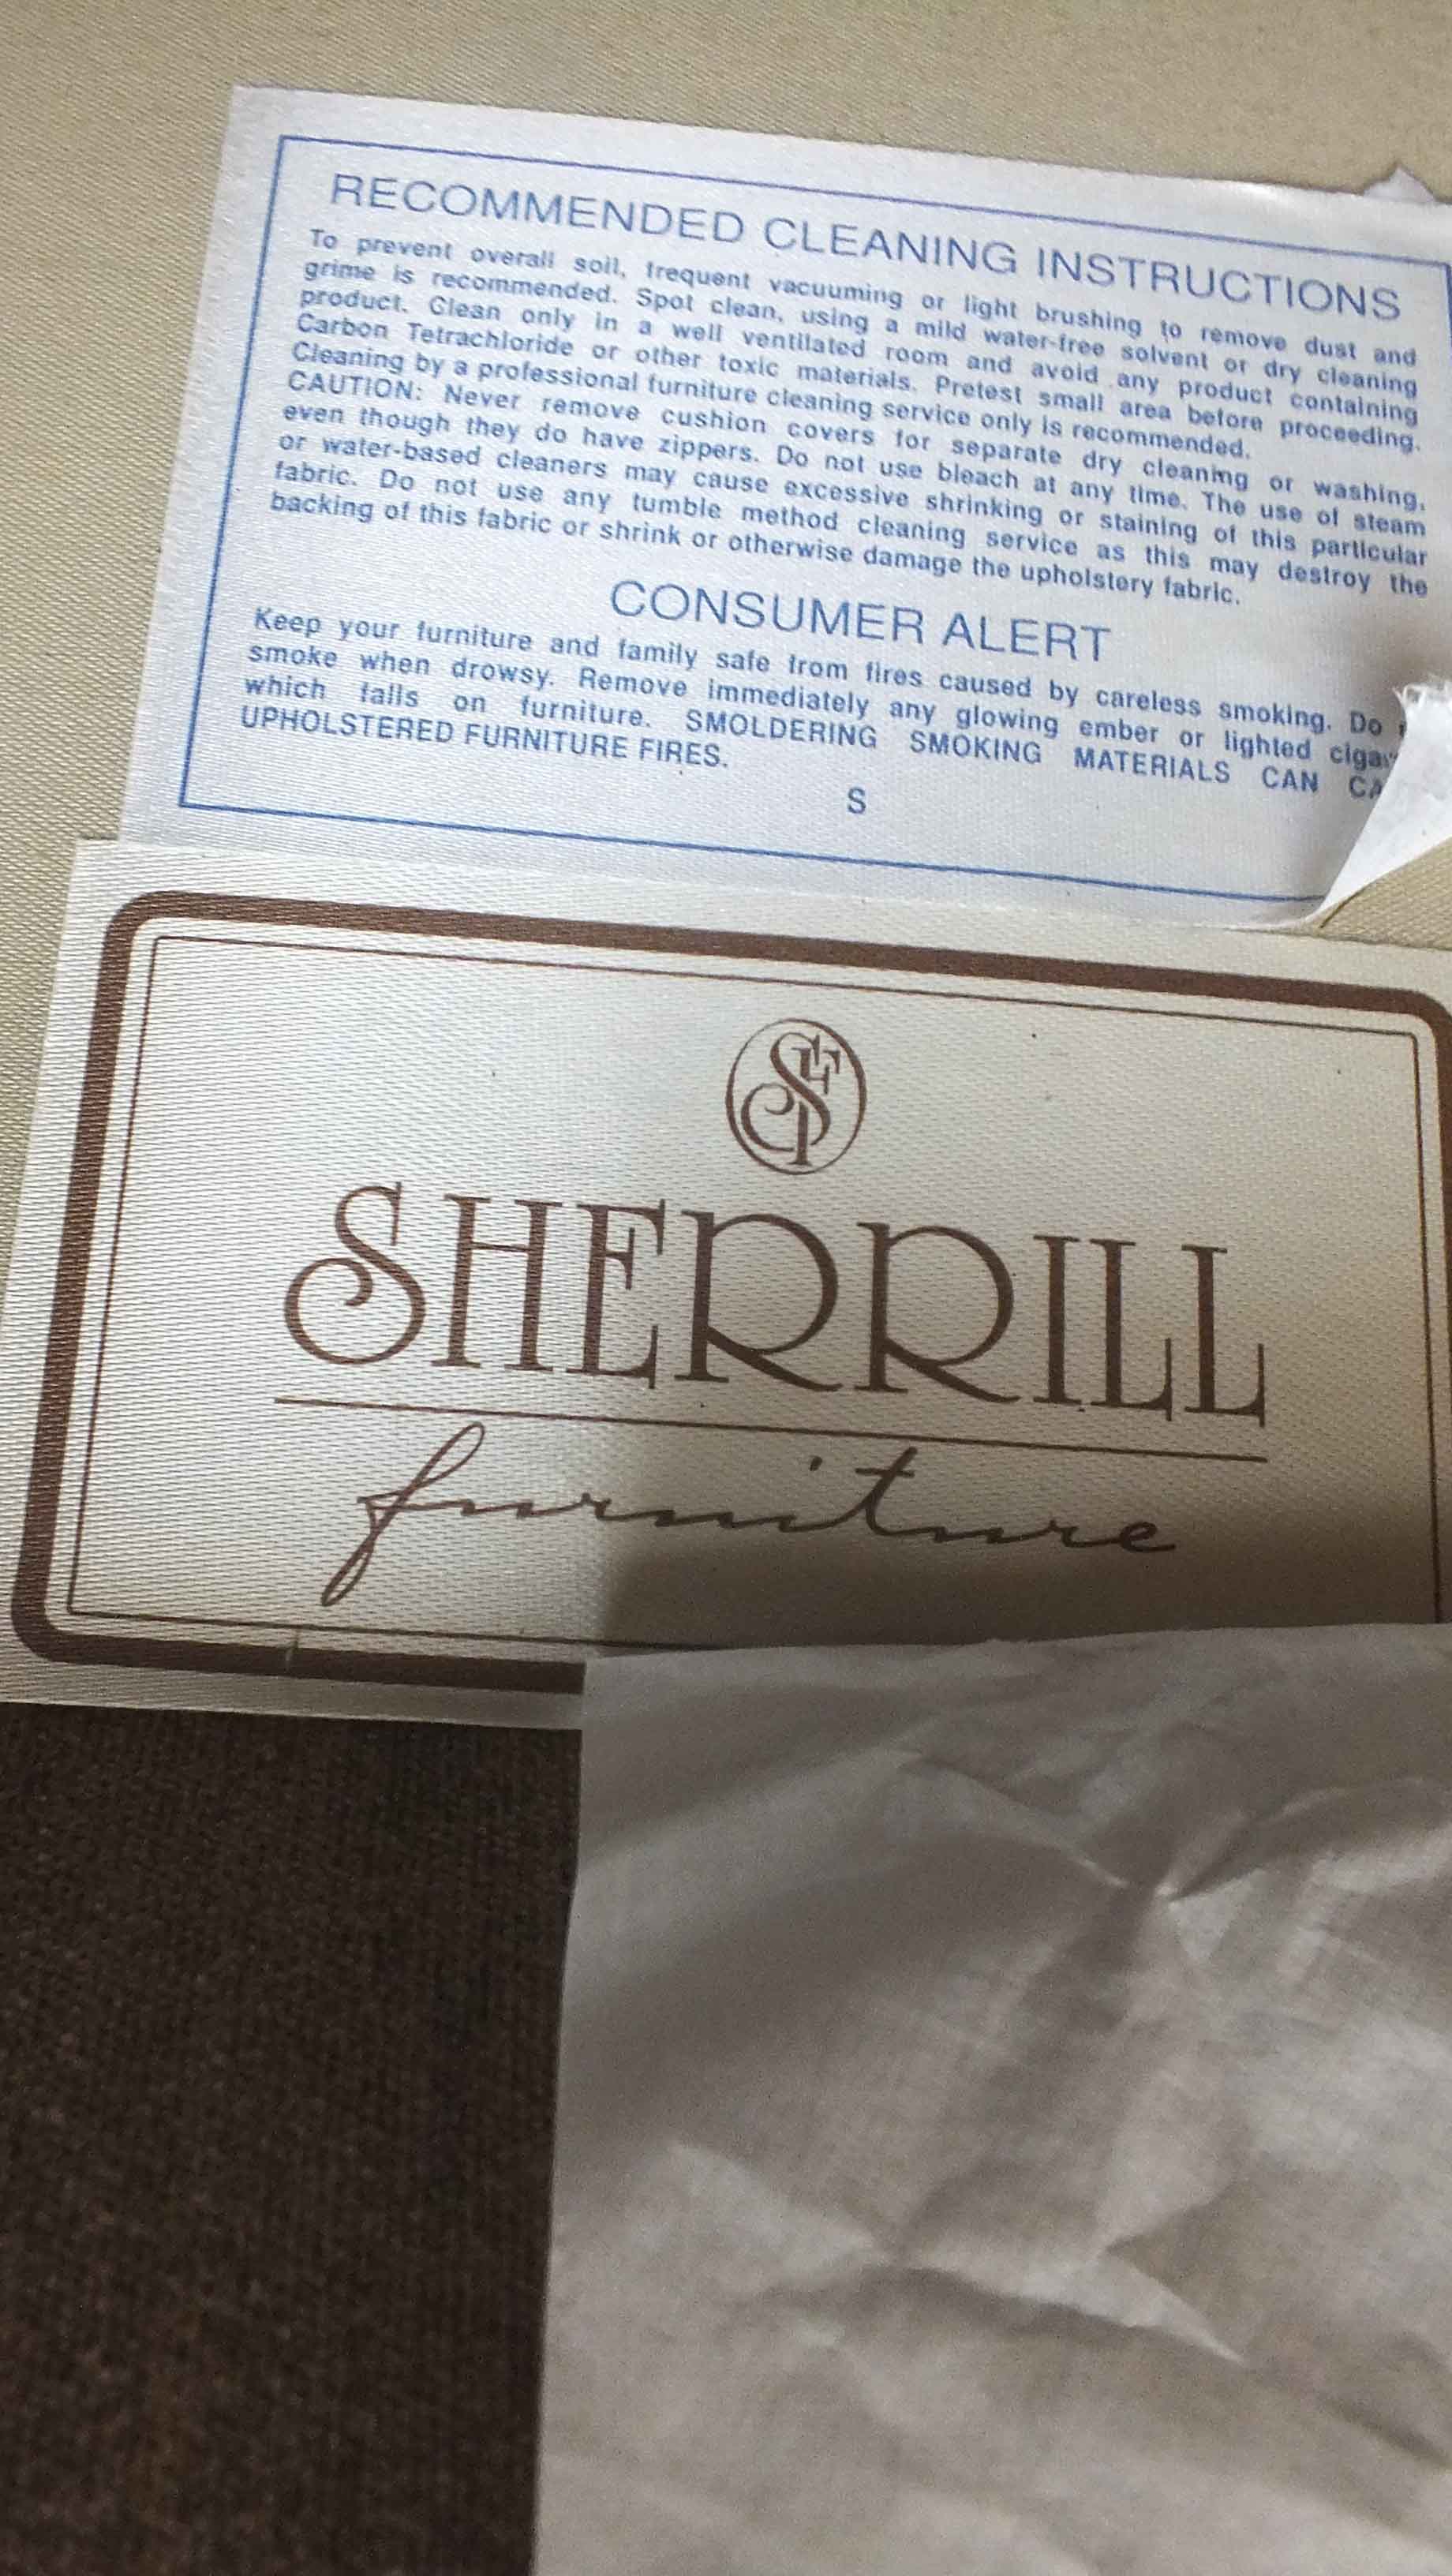 RECOMMENDED CLEANING INSTRUCTIONS
To prevent overall soil, frequent vacuuming or light brushing to remove dust and
grime is recommended. Spot clean, using a mild water-free solvent or dry cleaning
product. Clean only in a well ventilated room and avoid any product containing
Carbon Tetrachloride or other toxic materials. Pretest small area before proceeding.
Cleaning by a professional furniture cleaning service only is recommended.
CAUTION: Never remove cushion covers for separate dry cleaning or washing,
even though they do have zippers. Do not use bleach at any time. The use of steam
or water-based cleaners may cause excessive shrinking or staining of this particular
fabric. Do not use any tumble method cleaning service as this may destroy the
backing of this fabric or shrink or otherwise damage the upholstery fabric.
CONSUMER ALERT
Keep your furniture and family safe from fires caused by careless smoking. Do
smoke when drowsy. Remove immediately any glowing ember or lighted
which falls on furniture. SMOLDERING SMOKING MATERIALS CAN
UPHOLSTERED FURNITURE FIRES.
S
SF
SHERRILL
furniture